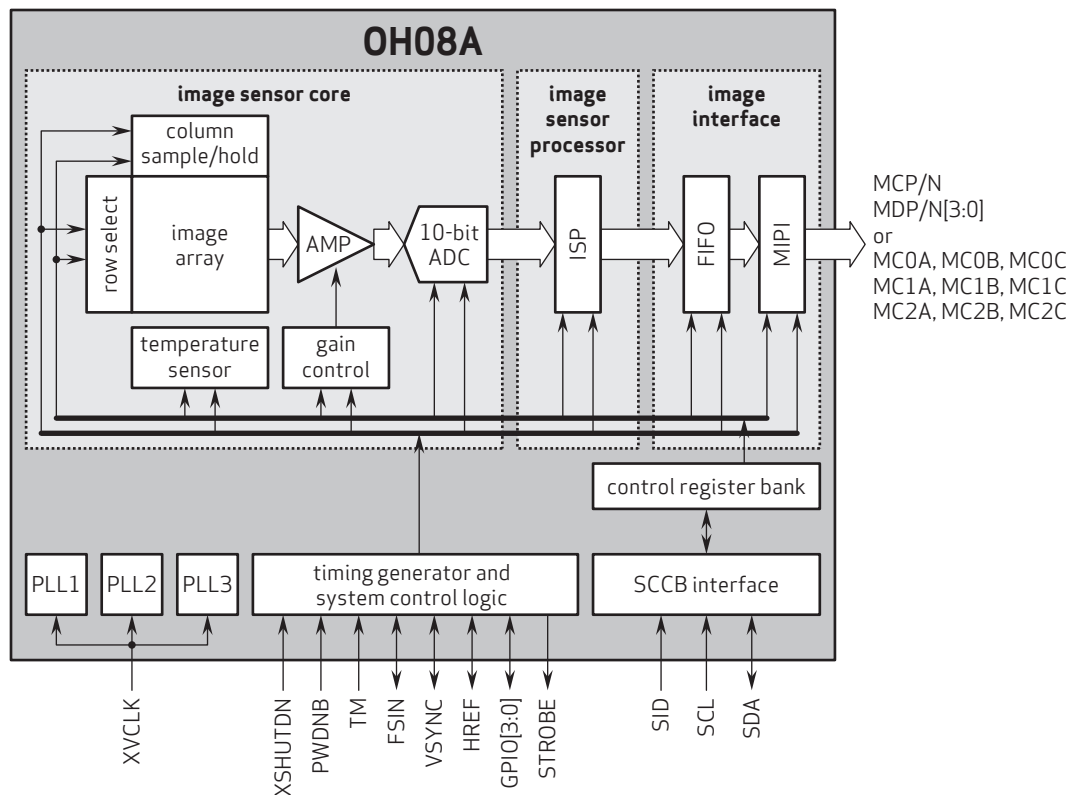 OH08A
image sensor core
image
sensor
processor
image
interface
column
sample/hold
row select
image
array
AMP
10-bit
ADC
ISP
FIFO
MIPI
MCP/N
MDP/N[3:0]
or
MC0A, MC0B, MC0C
MC1A, MC1B, MC1C
MC2A, MC2B, MC2C
temperature
sensor
gain
control
control register bank
PLL1
PLL2
PLL3
timing generator and
system control logic
SCCB interface
XVCLK
XSHUTDN
PWDNB
TM
FSIN
VSYNC
HREF
GPIO[3:0]
STROBE
SID
SCL
SDA